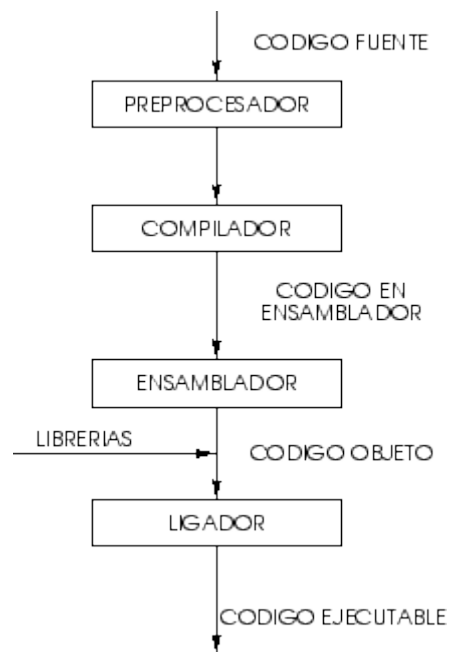 CODIGO FUENTE
PREPROCESADOR
COMPILADOR
CODIGO EN
ENSAMBLADOR
ENSAMBLADOR
LIBRERIAS
CODIGO OBJETO
LIGADOR
CODIGO EJECUTABLE